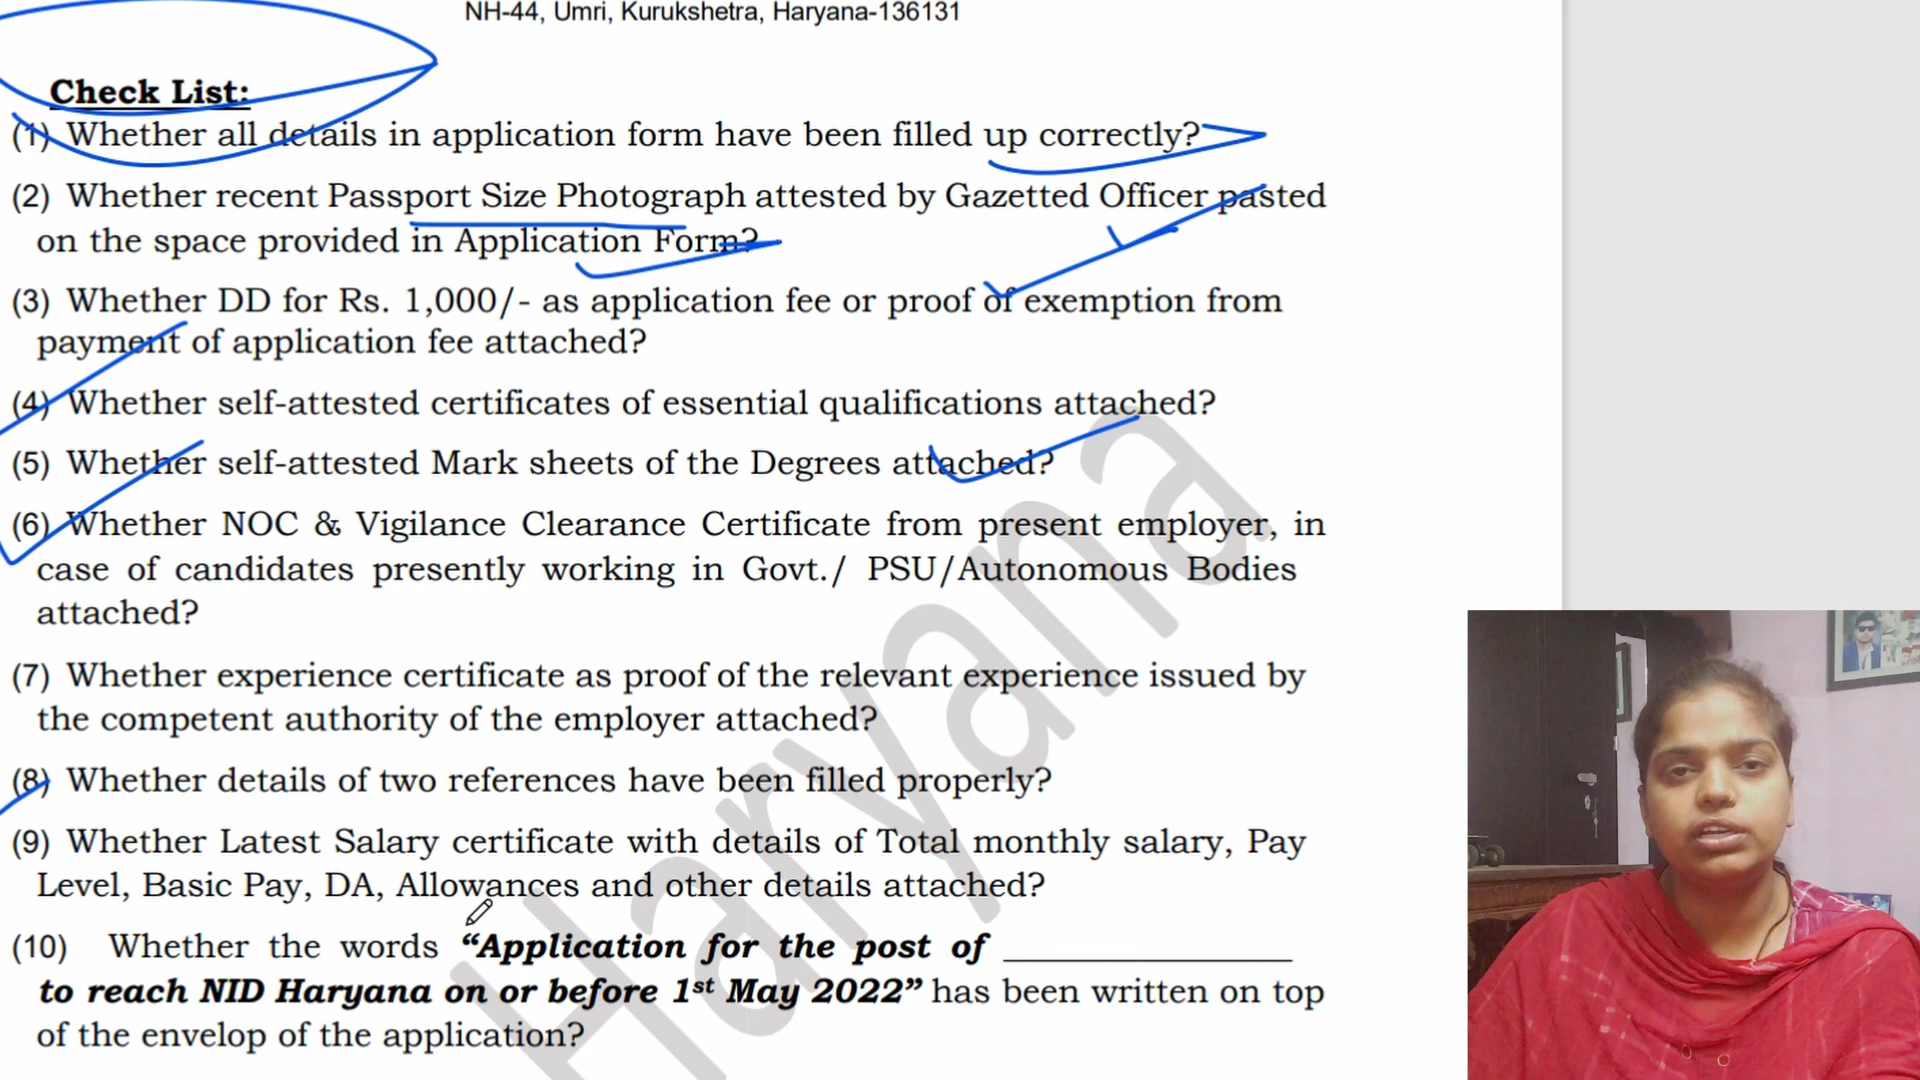 NH-44, Umri, Kurukshetra, Haryana-136131
Check List:
(1) Whether all details in application form have been filled up correctly?
(2) Whether recent Passport Size Photograph attested by Gazetted Officer pasted
on the space provided in Application Form?
(3) Whether DD for Rs. 1,000/- as application fee or proof of exemption from
payment of application fee attached?
(4) Whether self-attested certificates of essential qualifications attached?
(5) Whether self-attested Mark sheets of the Degrees attached?
(6) Whether NOC & Vigilance Clearance Certificate from present employer, in
case of candidates presently working in Govt./ PSU/Autonomous Bodies
attached?
(7) Whether experience certificate as proof of the relevant experience issued by
the competent authority of the employer attached?
(8) Whether details of two references have been filled properly?
(9) Whether Latest Salary certificate with details of Total monthly salary, Pay
Level, Basic Pay, DA, Allowances and other details attached?
(10) Whether the words “Application for the post of ________________
to reach NID Haryana on or before 1st May 2022” has been written on top
of the envelop of the application?
Haryana